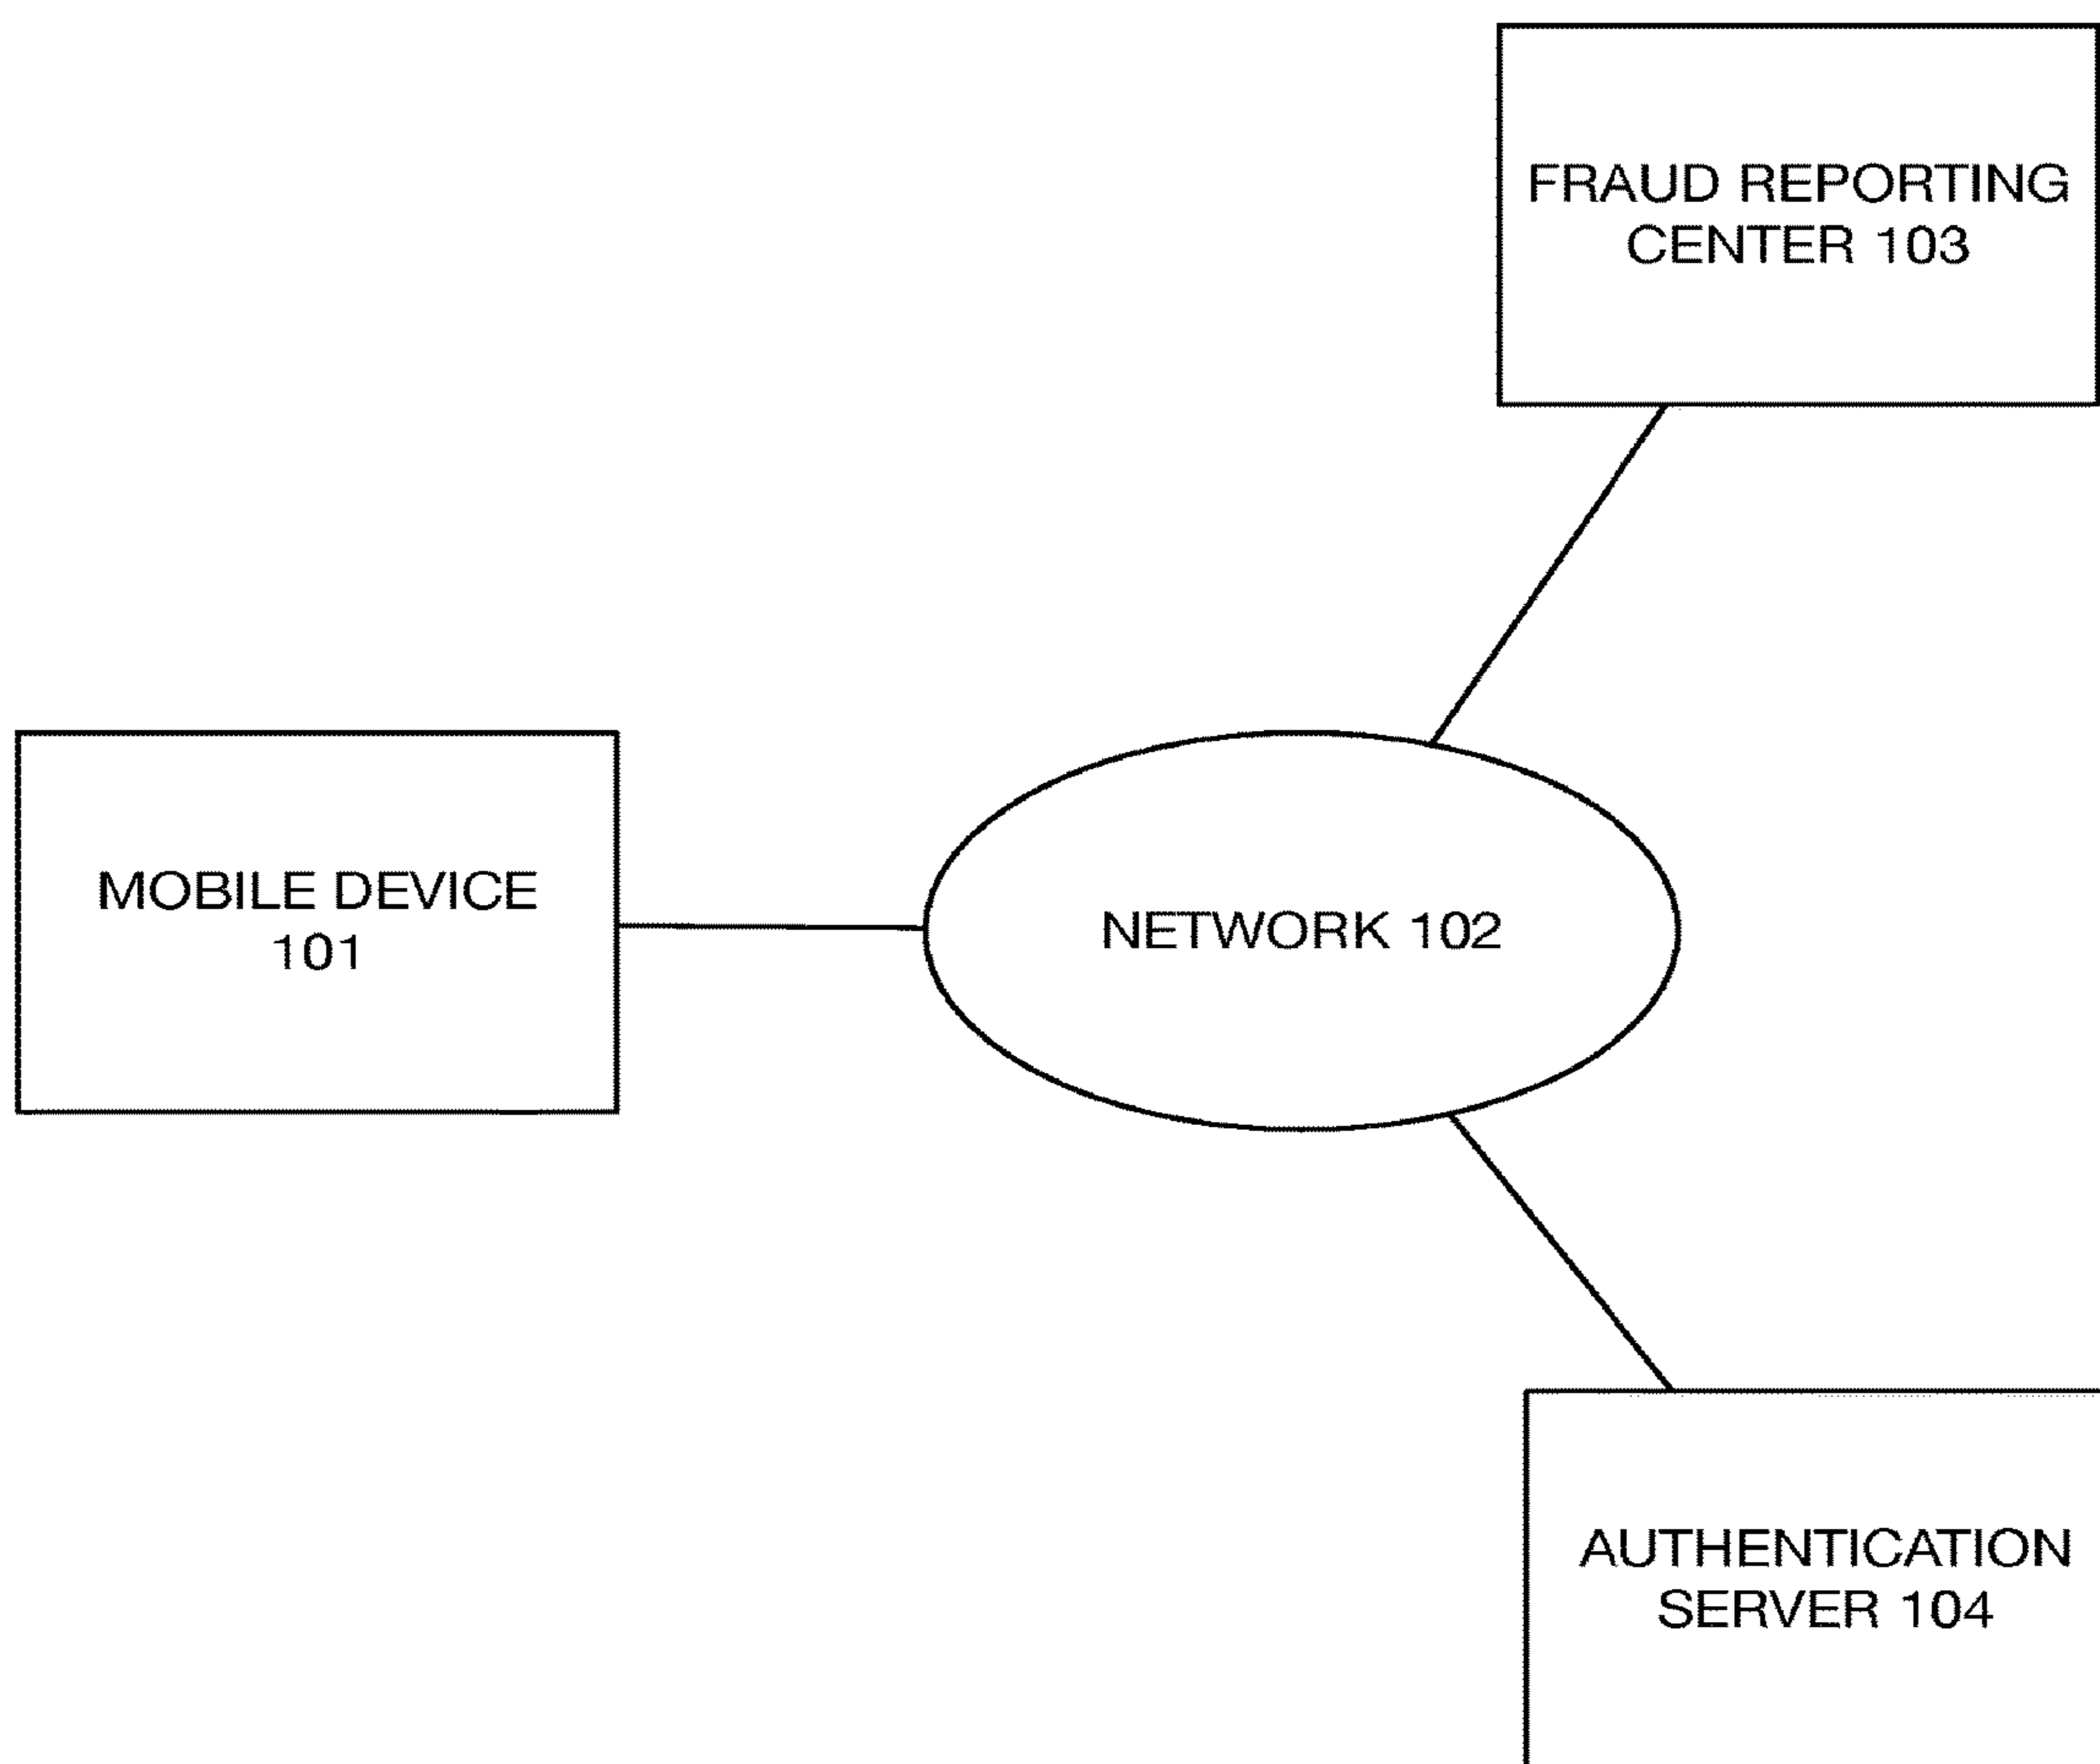 FRAUD REPORTING
CENTER 103
MOBILE DEVICE
101
NETWORK 102
AUTHENTICATION
SERVER 104